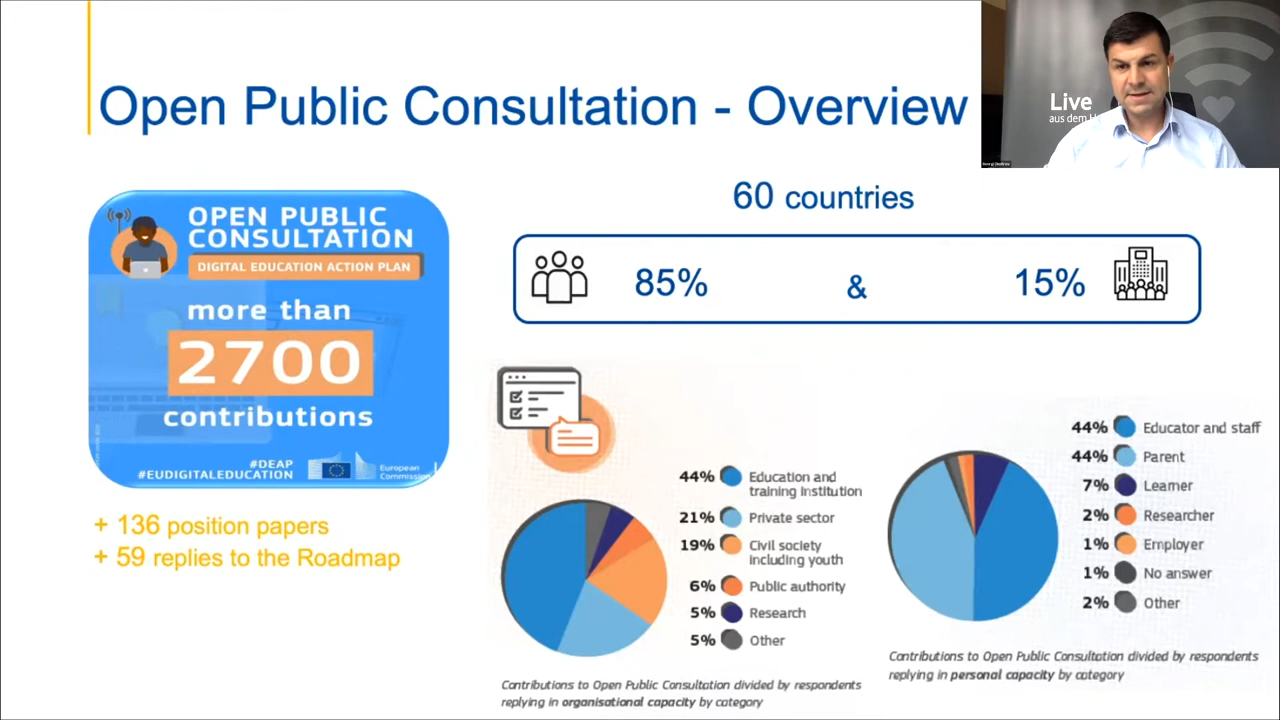 Open Public Consultation - Overview
Live
aus dem H
OPEN PUBLIC
CONSULTATION
DIGITAL EDUCATION ACTION PLAN
more than
2700
contributions
#DEAP
#EUDIGITALEDUCATION
European
Commission
+ 136 position papers
+ 59 replies to the Roadmap
60 countries
85% & 15%
44% Education and
training institution
21% Private sector
19% Civil society
including youth
6% Public authority
5% Research
5% Other
Contributions to Open Public Consultation divided by respondents
replying in organisational capacity by category
44% Educator and staff
44% Parent
7% Learner
2% Researcher
1% Employer
1% No answer
2% Other
Contributions to Open Public Consultation divided by respondents
replying in personal capacity by category